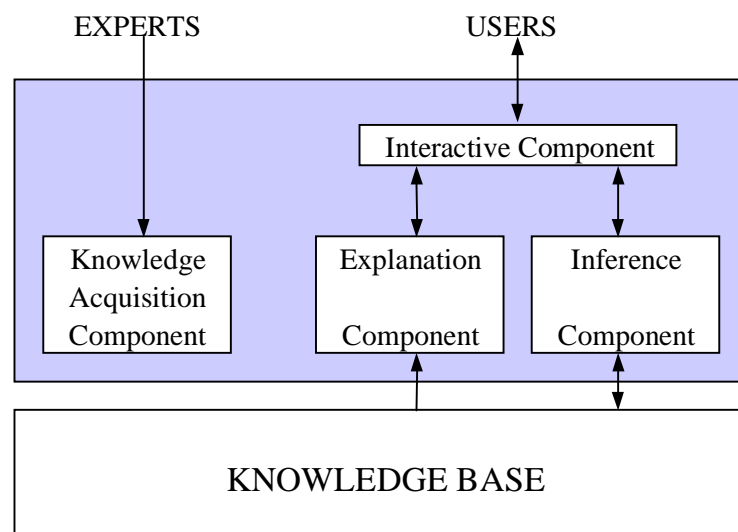 EXPERTS
USERS
Interactive Component
Knowledge
Acquisition
Component
Explanation
Component
Inference
Component
KNOWLEDGE BASE